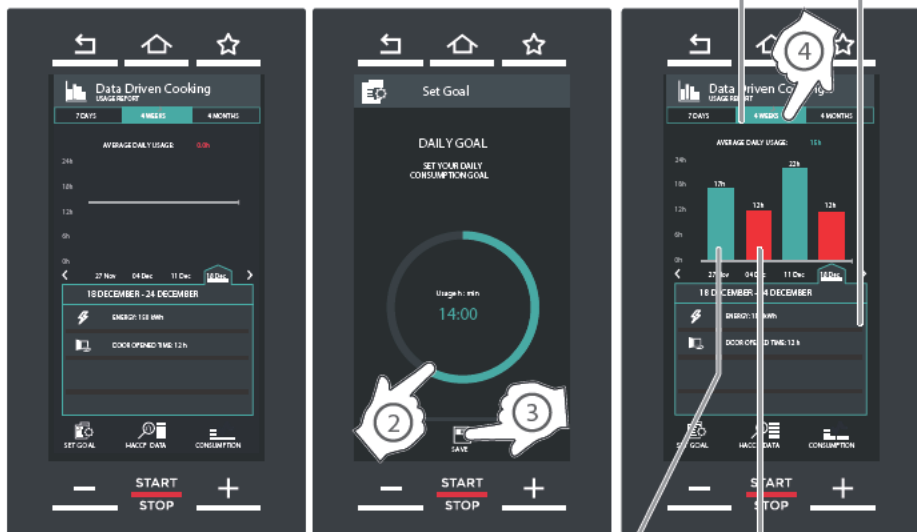 Data Driven Cooking
USAGE REPORT
7 DAYS 4 WEEKS 4 MONTHS
AVERAGE DAILY USAGE: 0.0h
24h
18h
12h
6h
0h
27 Nov 04 Dec 11 Dec 18 Dec
18 DECEMBER - 24 DECEMBER
DOOR OPENED TIME: 12 h
SET GOAL HACCP DATA CONSUMPTION
START
STOP
Set Goal
DAILY GOAL
SET YOUR DAILY
CONSUMPTION GOAL
Usage h : min
14:00
2
3
SAVE
START
STOP
4
Data Driven
USAGE REPORT
7 DAYS 4 WEEKS 4 MONTHS
AVERAGE DAILY USAGE: 15h
24h
18h
12h
6h
0h
17h 12h 22h 12h
27 Nov 04 Dec 11 Dec 18 Dec
18 DECEMBER - 24 DECEMBER
DOOR OPENED TIME: 12 h
SET GOAL HACCP DATA CONSUMPTION
START
STOP